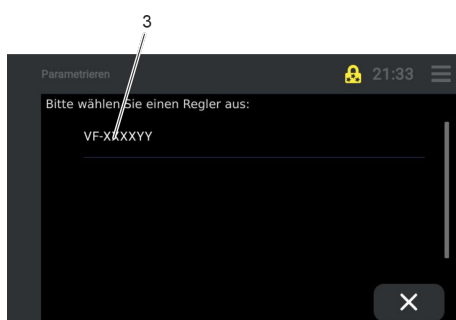 3
Parametrieren
21:33
Bitte wählen Sie einen Regler aus:
VF-XXXXYY